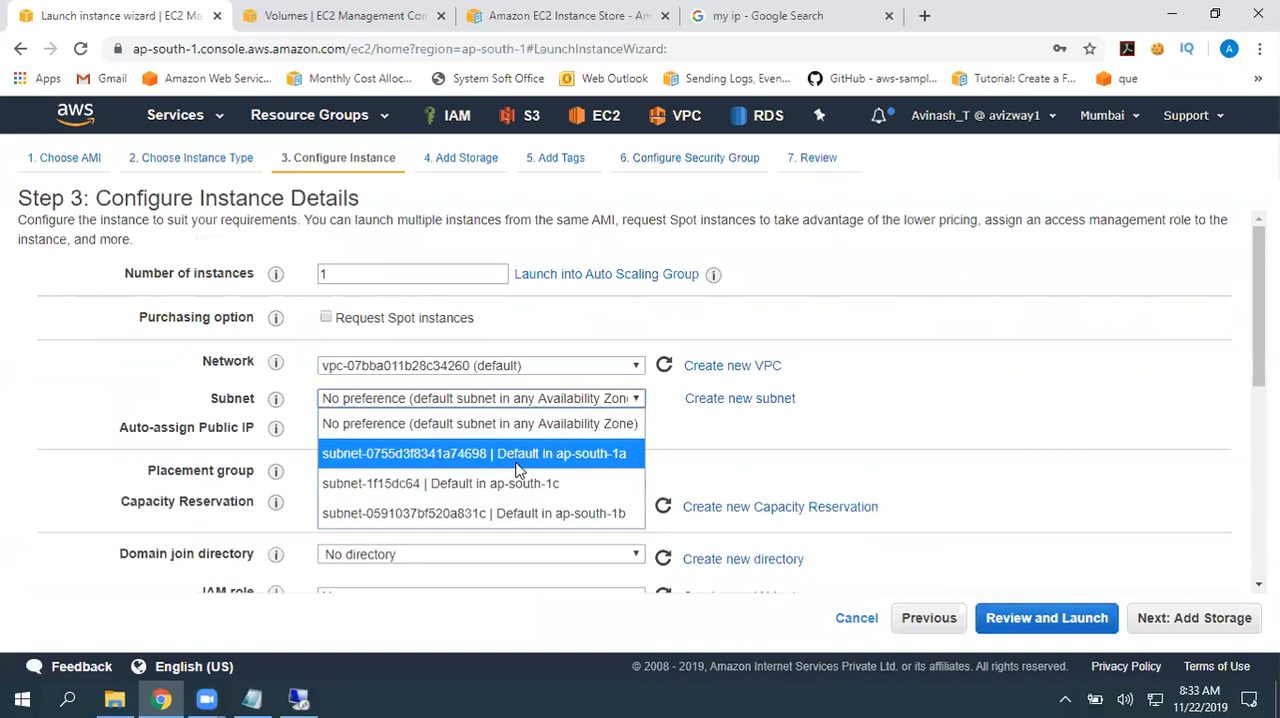 Launch instance wizard | EC2 Ma
Volumes | EC2 Management Con
Amazon EC2 Instance Store - Am
my ip - Google Search
ap-south-1.console.aws.amazon.com/ec2/home?region=ap-south-1#LaunchInstanceWizard:
Apps
Gmail
Amazon Web Servic...
Monthly Cost Alloc...
System Soft Office
Web Outlook
Sending Logs, Even...
GitHub - aws-sampl...
Tutorial: Create a F...
que
aws
Services
Resource Groups
IAM
S3
EC2
VPC
RDS
Avinash_T @ avizway1
Mumbai
Support
1. Choose AMI
2. Choose Instance Type
3. Configure Instance
4. Add Storage
5. Add Tags
6. Configure Security Group
7. Review
Step 3: Configure Instance Details
Configure the instance to suit your requirements. You can launch multiple instances from the same AMI, request Spot instances to take advantage of the lower pricing, assign an access management role to the
instance, and more.
Number of instances
1
Launch into Auto Scaling Group
Purchasing option
Request Spot instances
Network
vpc-07bba011b28c34260 (default)
Create new VPC
Subnet
No preference (default subnet in any Availability Zon
Create new subnet
No preference (default subnet in any Availability Zone)
Auto-assign Public IP
subnet-0755d3f8341a74698 | Default in ap-south-1a
Placement group
subnet-1f15dc64 | Default in ap-south-1c
Capacity Reservation
subnet-0591037bf520a831c | Default in ap-south-1b
Create new Capacity Reservation
Domain join directory
No directory
Create new directory
IAM role
Cancel
Previous
Review and Launch
Next: Add Storage
Feedback
English (US)
© 2008 - 2019, Amazon Internet Services Private Ltd. or its affiliates. All rights reserved.
Privacy Policy
Terms of Use
8:33 AM
11/22/2019